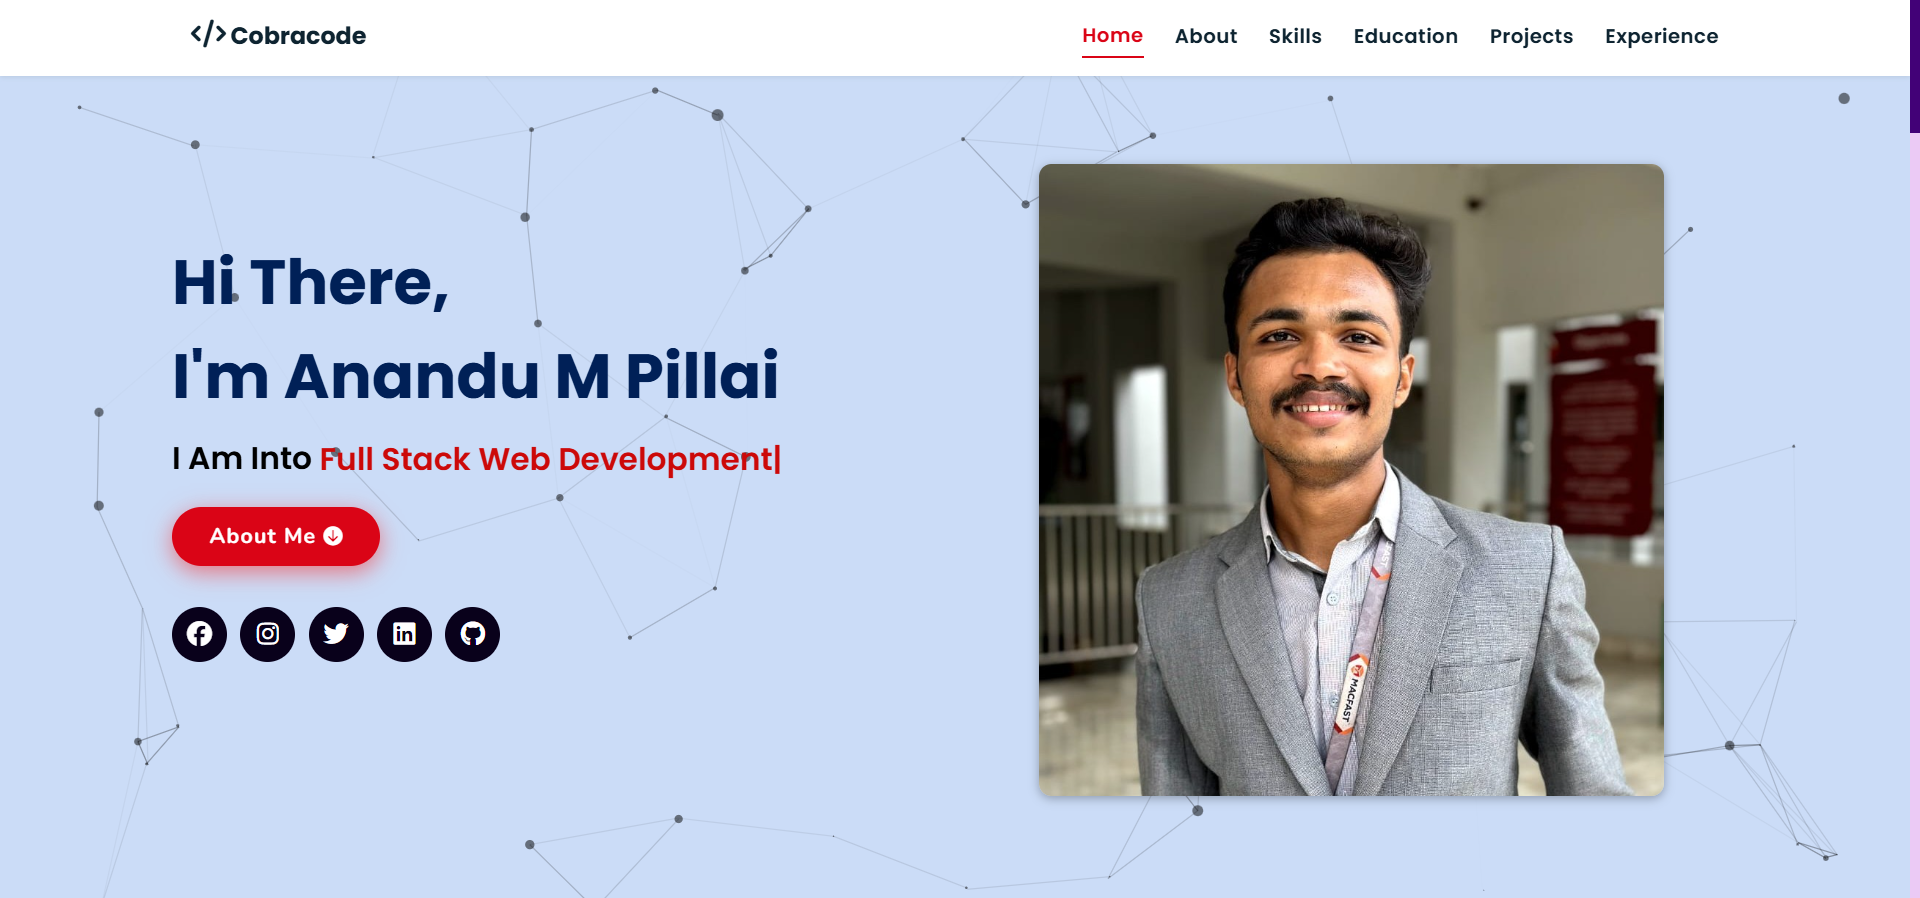 Cobracode
Home About Skills Education Projects Experience
Hi There,
I'm Anandu M Pillai
I Am Into Full Stack Web Development|
About Me
MACFAST